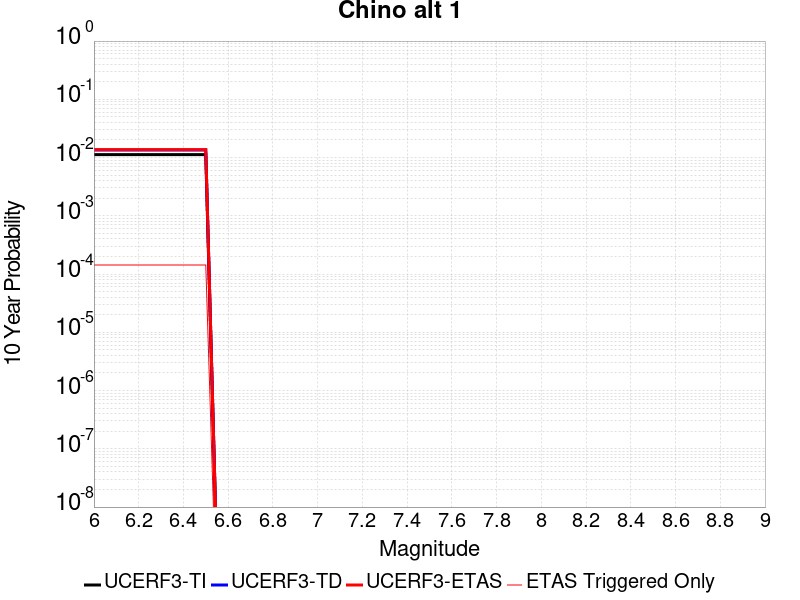 Chino alt 1
10^0
10^-1
10^-2
10^-3
10^-4
10^-5
10^-6
10^-7
10^-8
10 Year Probability
6 6.2 6.4 6.6 6.8 7 7.2 7.4 7.6 7.8 8 8.2 8.4 8.6 8.8 9
Magnitude
UCERF3-TI UCERF3-TD UCERF3-ETAS ETAS Triggered Only